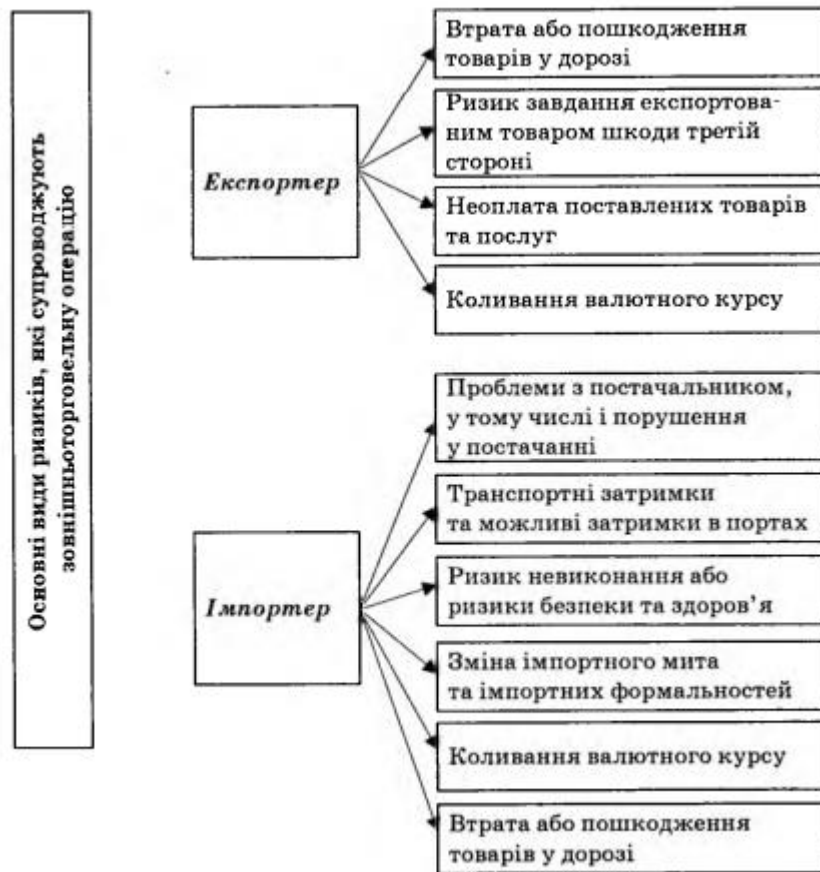 Основні види ризиків, які супроводжують
зовнішньоторговельну операцію
Експортер
Втрата або пошкодження
товарів у дорозі
Ризик завдання експортова-
ним товаром шкоди третій
стороні
Неоплата поставлених товарів
та послуг
Коливання валютного курсу
Імпортер
Проблеми з постачальником,
у тому числі і порушення
у постачанні
Транспортні затримки
та можливі затримки в портах
Ризик невиконання або
ризики безпеки та здоров’я
Зміна імпортного мита
та імпортних формальностей
Коливання валютного курсу
Втрата або пошкодження
товарів у дорозі